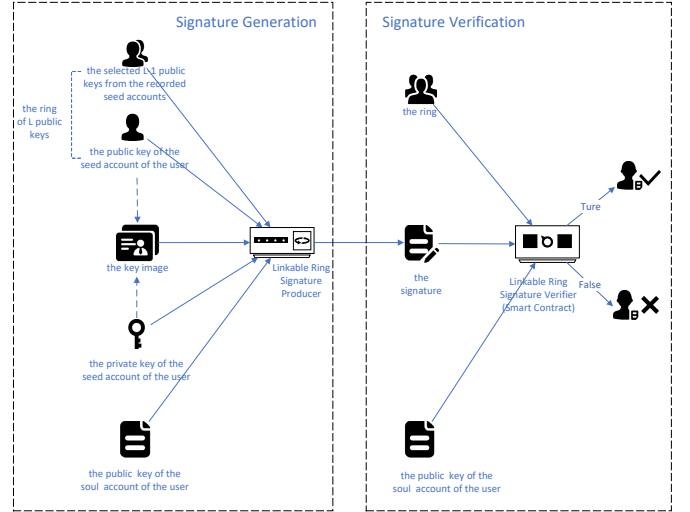 Signature Generation
the selected L-1 public
keys from the recorded
seed accounts
the ring
of L public
keys
the public key of the
seed account of the user
the key image
Linkable Ring
Signature
Producer
the private key of the
seed account of the user
the public key of the
soul account of the user
Signature Verification
the ring
Ture
the
signature
Linkable Ring
Signature Verifier
(Smart Contract)
False
the public key of the
soul account of the user